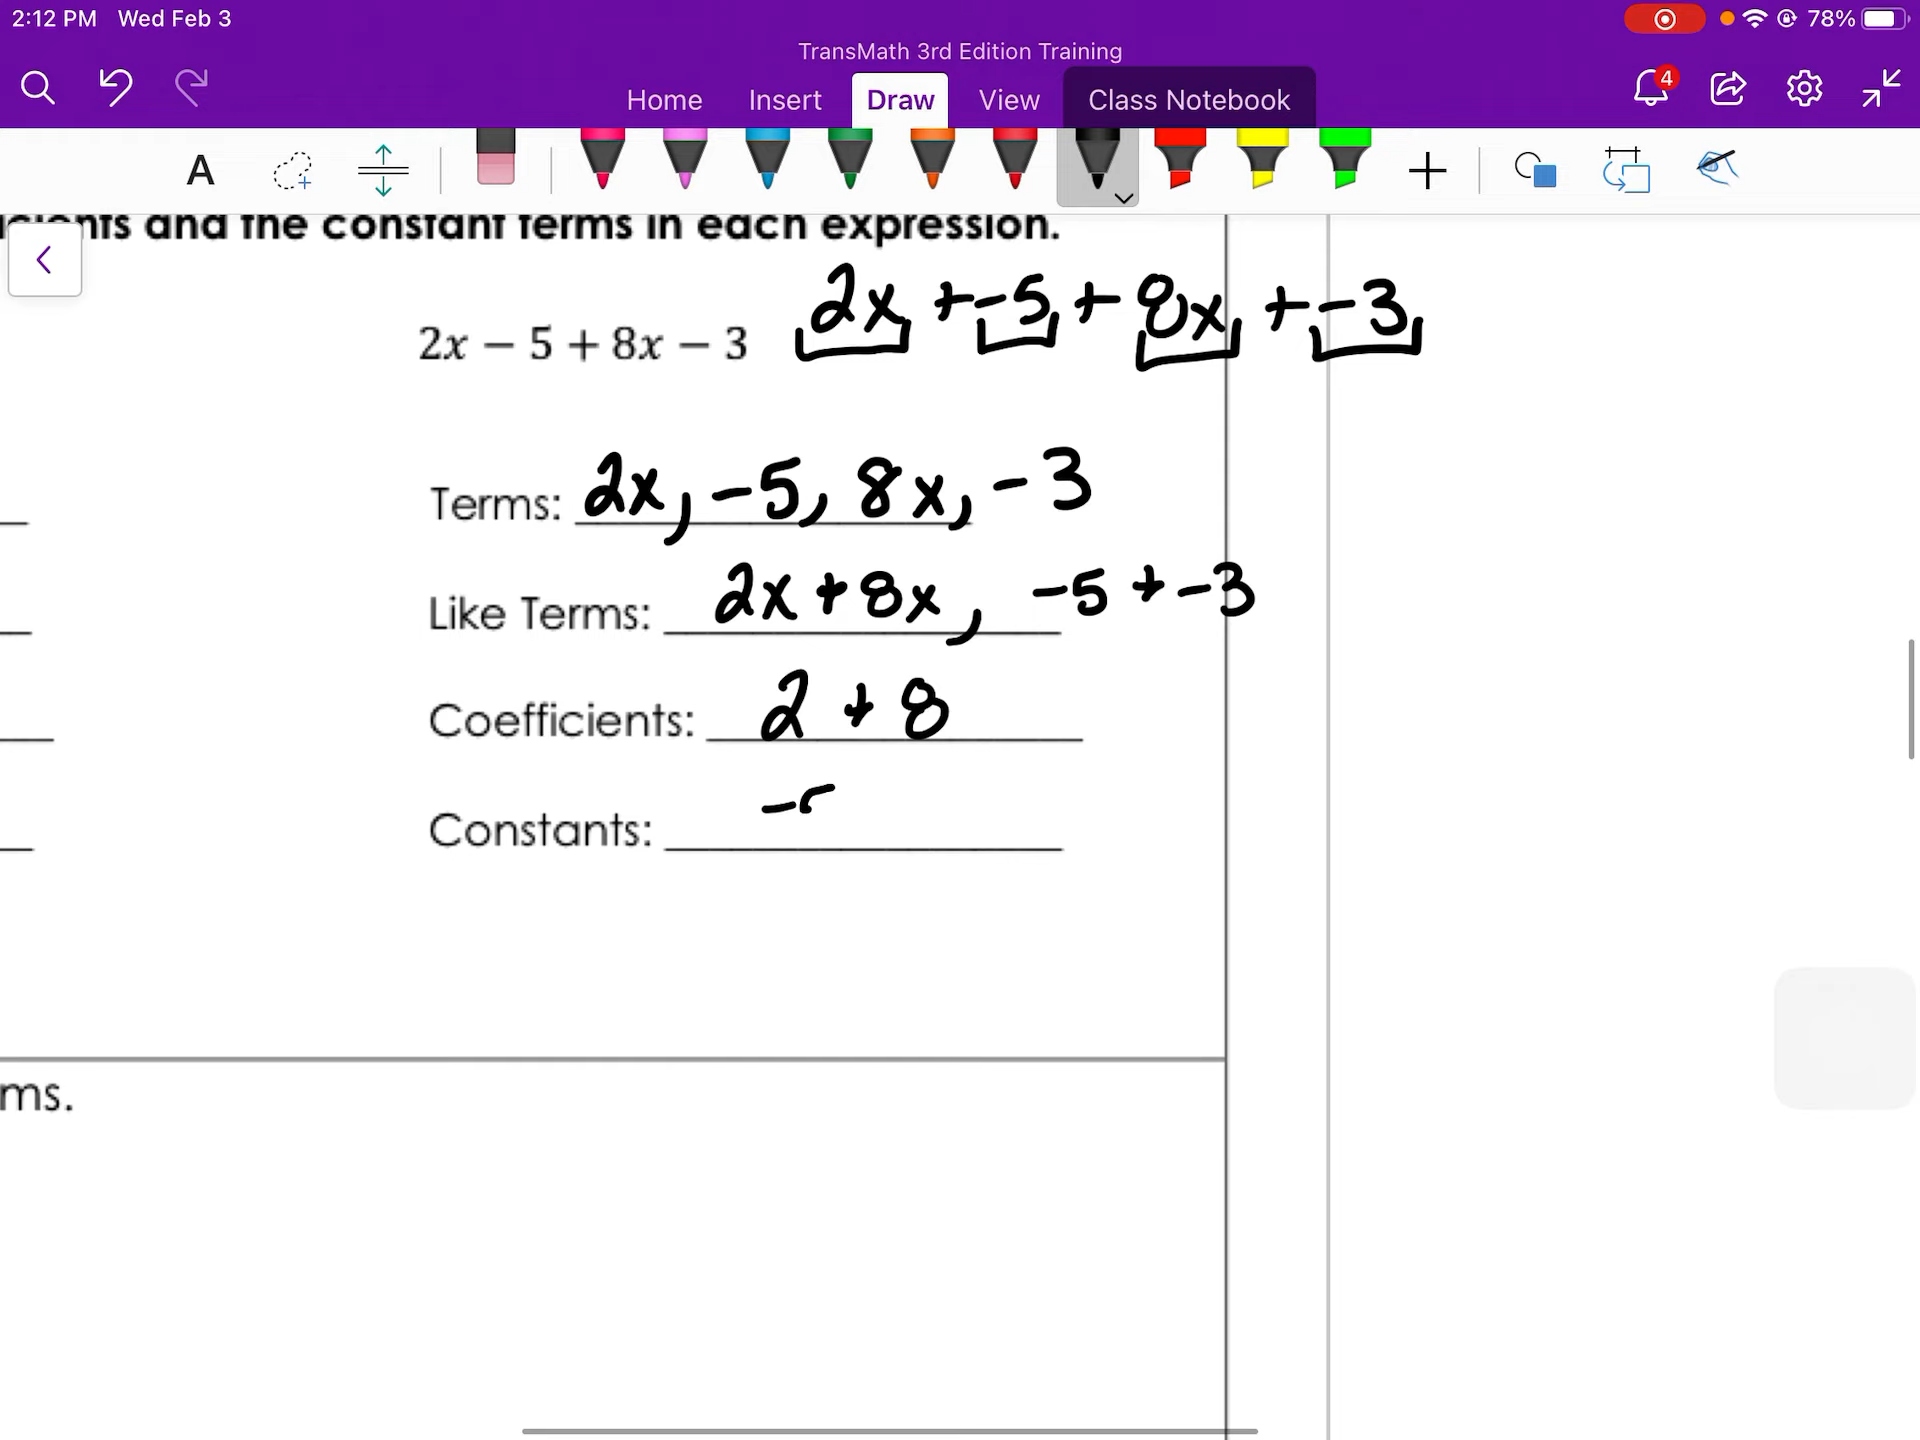 2:12 PM Wed Feb 3
78%
TransMath 3rd Edition Training
Home Insert Draw View Class Notebook
4
A
and the constant terms in each expression.
2x − 5 + 8x − 3 2x + -5 + 8x + -3
Terms: 2x, -5, 8x, -3
Like Terms: 2x + 8x, -5 + -3
Coefficients: 2 + 8
Constants: -
ms.